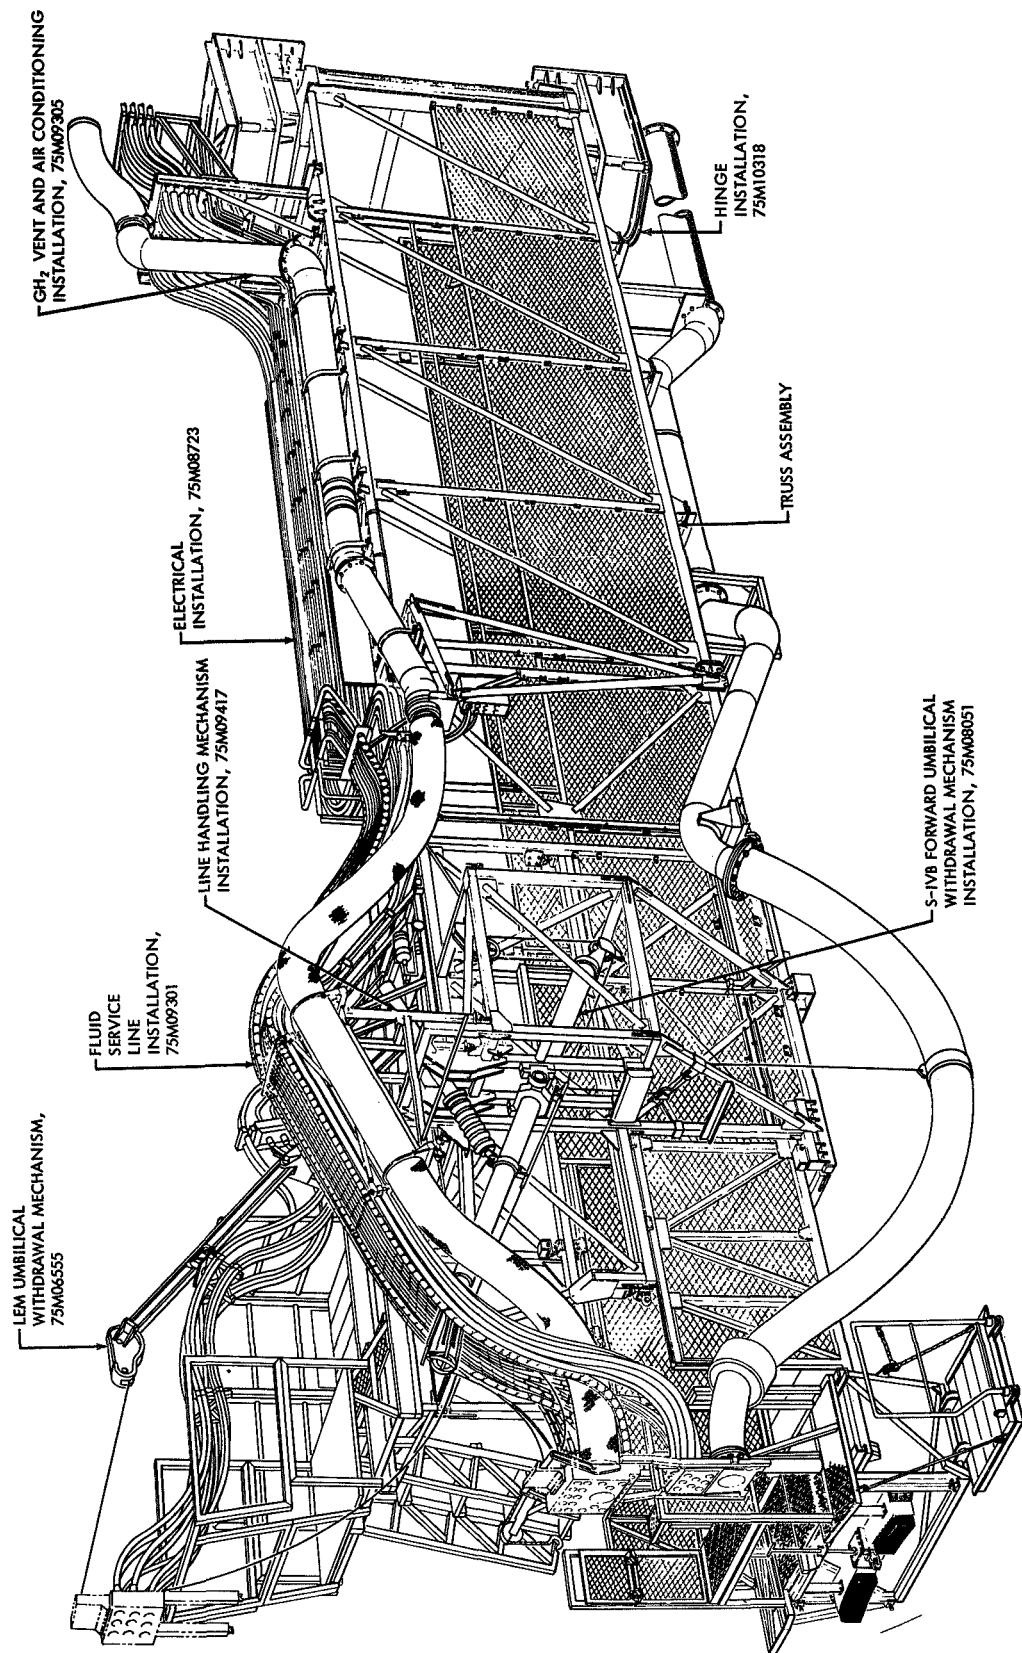 LEM UMBILICAL
WITHDRAWAL MECHANISM,
75M06555
FLUID
SERVICE
LINE
INSTALLATION,
75M09301
LINE HANDLING MECHANISM
INSTALLATION, 75M09417
ELECTRICAL
INSTALLATION, 75M08723
GH₂ VENT AND AIR CONDITIONING
INSTALLATION, 75M09305
S-IVB FORWARD UMBILICAL
WITHDRAWAL MECHANISM
INSTALLATION, 75M08051
TRUSS ASSEMBLY
HINGE
INSTALLATION,
75M10318